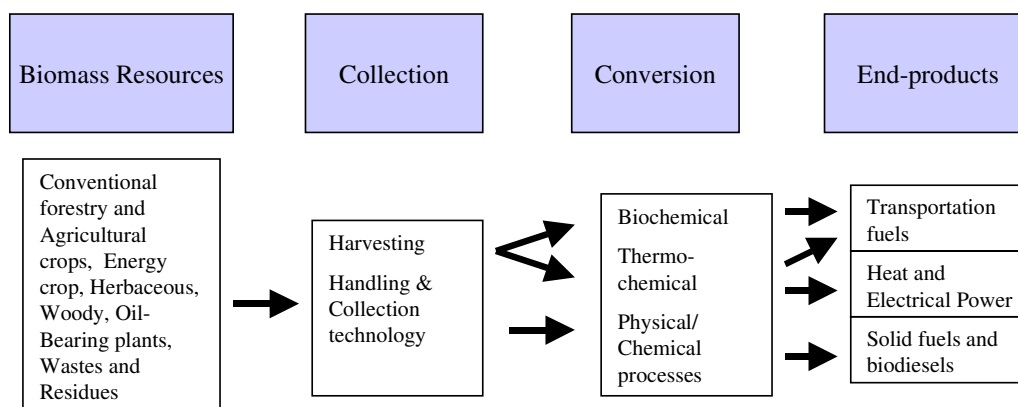 Biomass Resources
Collection
Conversion
End-products
Conventional
forestry and
Agricultural
crops, Energy
crop, Herbaceous,
Woody, Oil-
Bearing plants,
Wastes and
Residues
Harvesting
Handling &
Collection
technology
Biochemical
Thermo-
chemical
Physical/
Chemical
processes
Transportation
fuels
Heat and
Electrical Power
Solid fuels and
biodiesels